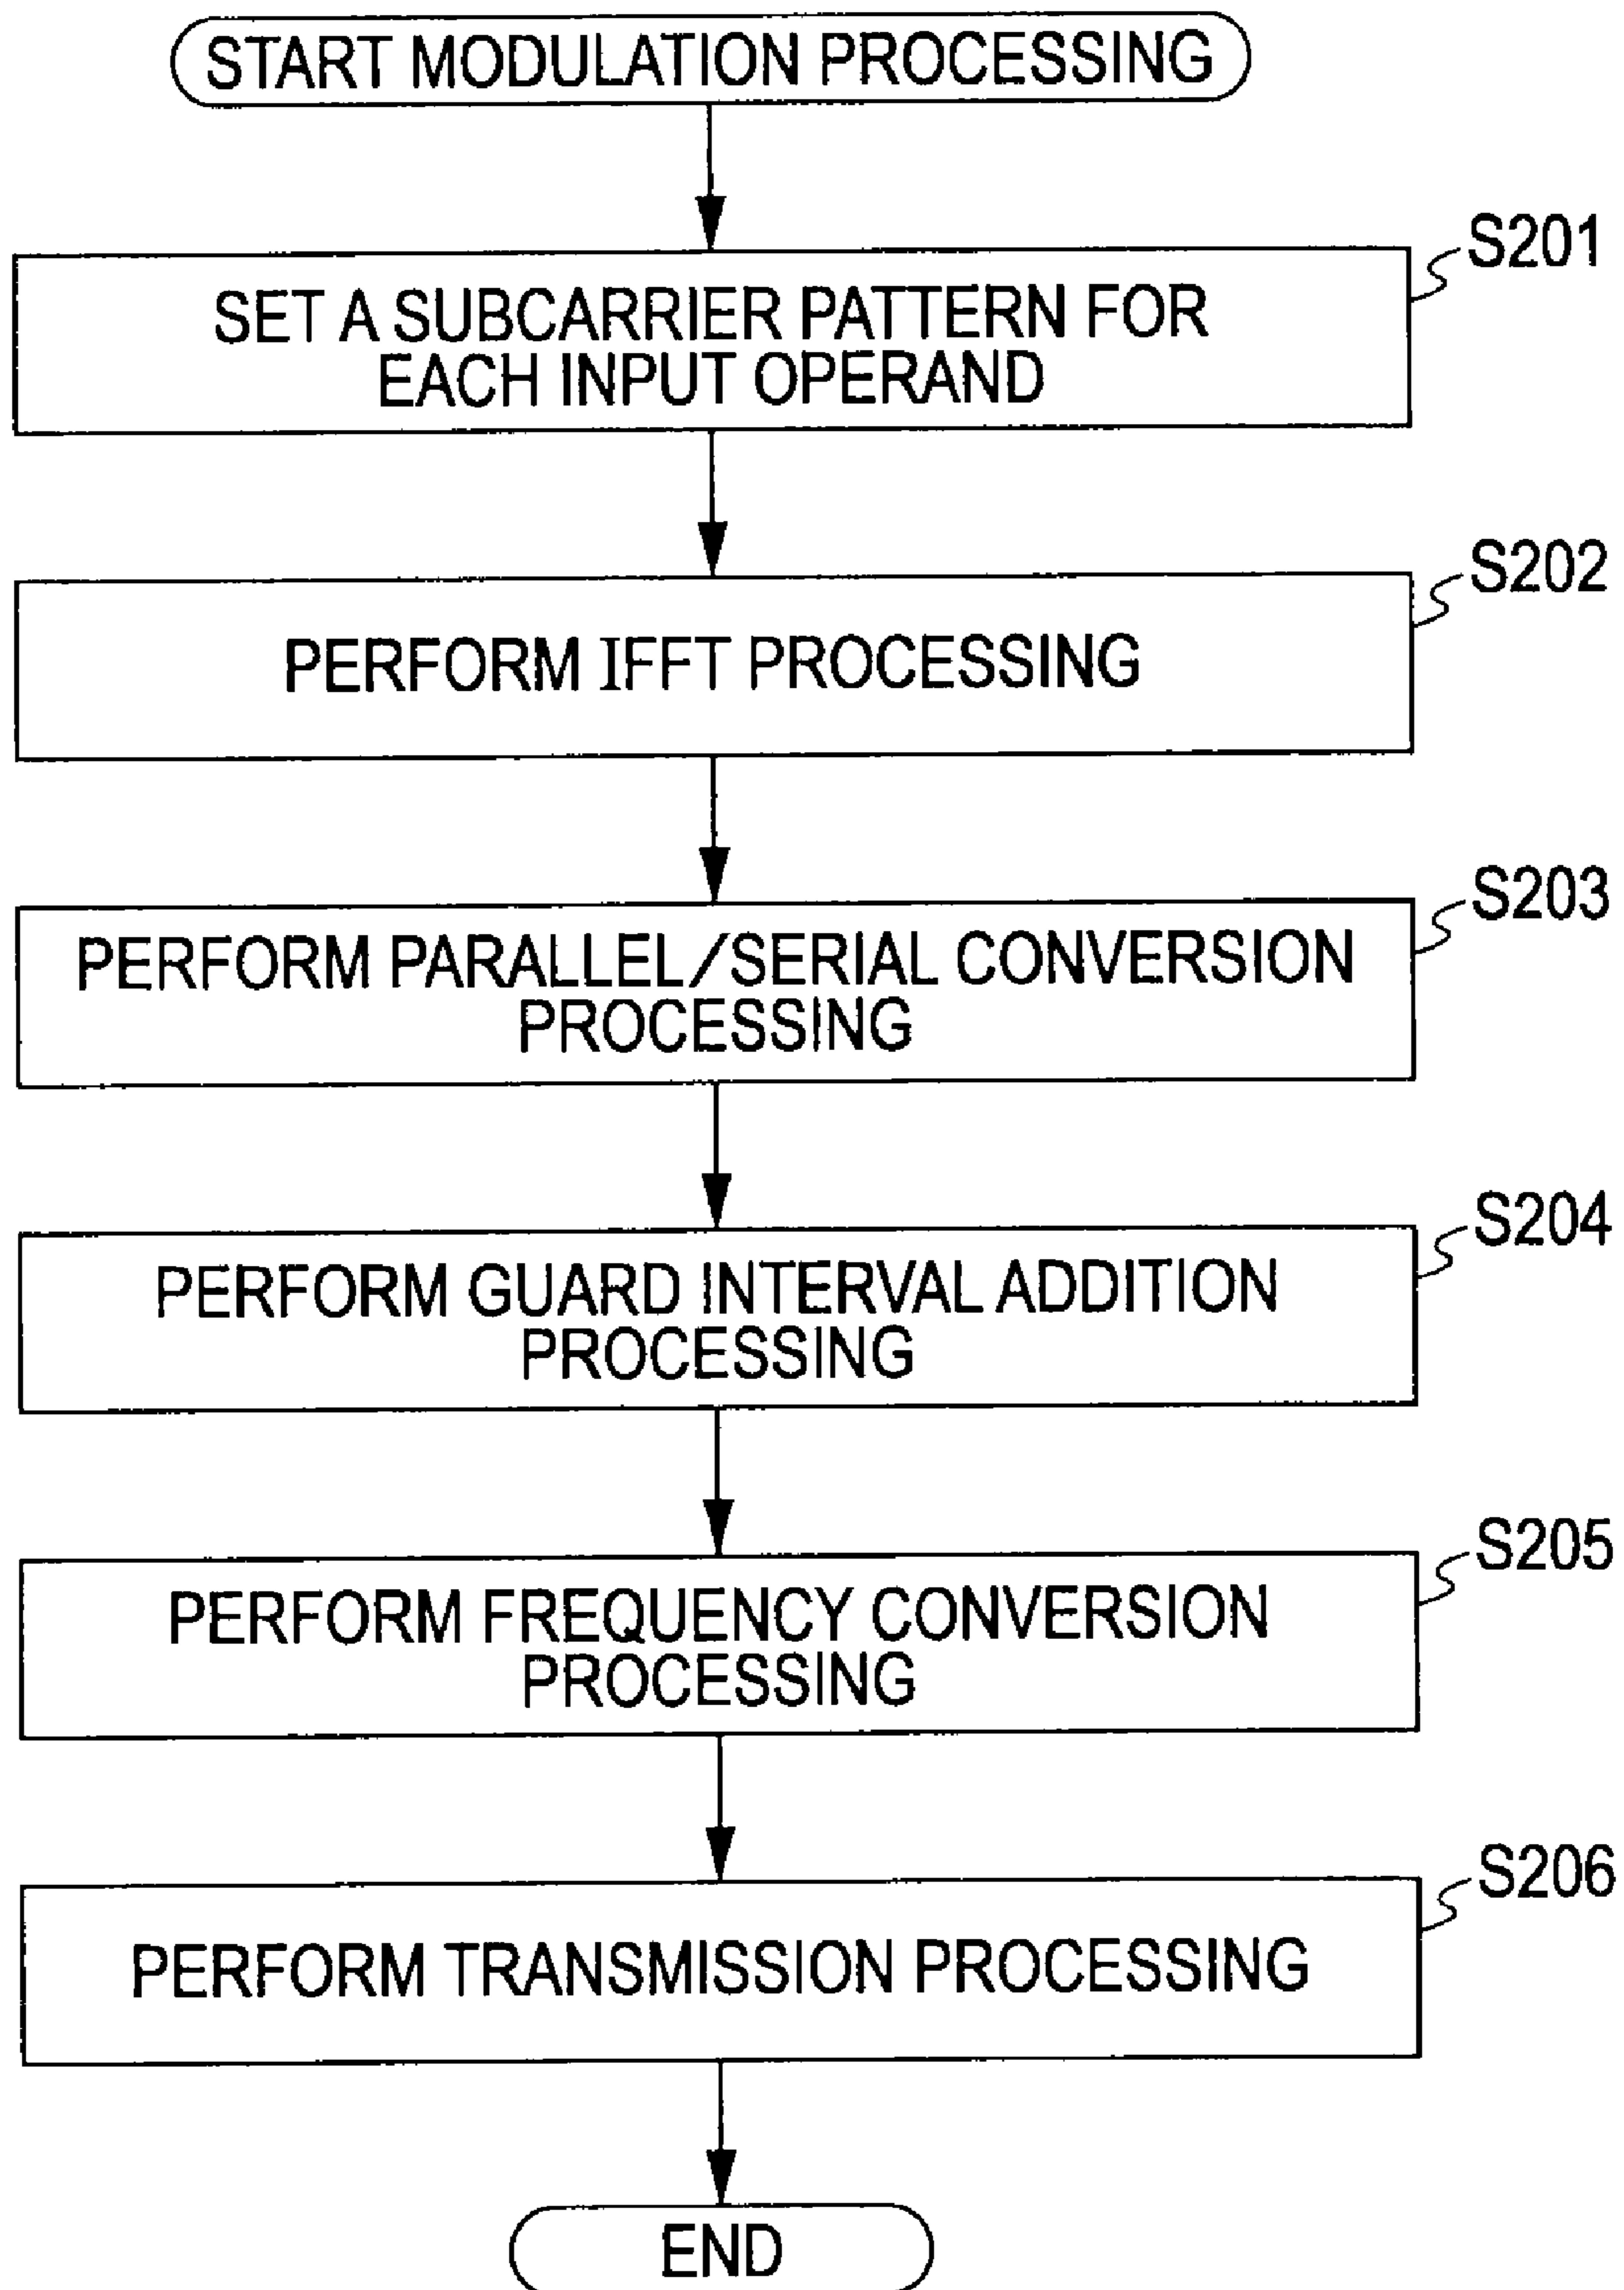 START MODULATION PROCESSING
S201
SET A SUBCARRIER PATTERN FOR
EACH INPUT OPERAND
S202
PERFORM IFFT PROCESSING
S203
PERFORM PARALLEL/SERIAL CONVERSION
PROCESSING
S204
PERFORM GUARD INTERVAL ADDITION
PROCESSING
S205
PERFORM FREQUENCY CONVERSION
PROCESSING
S206
PERFORM TRANSMISSION PROCESSING
END